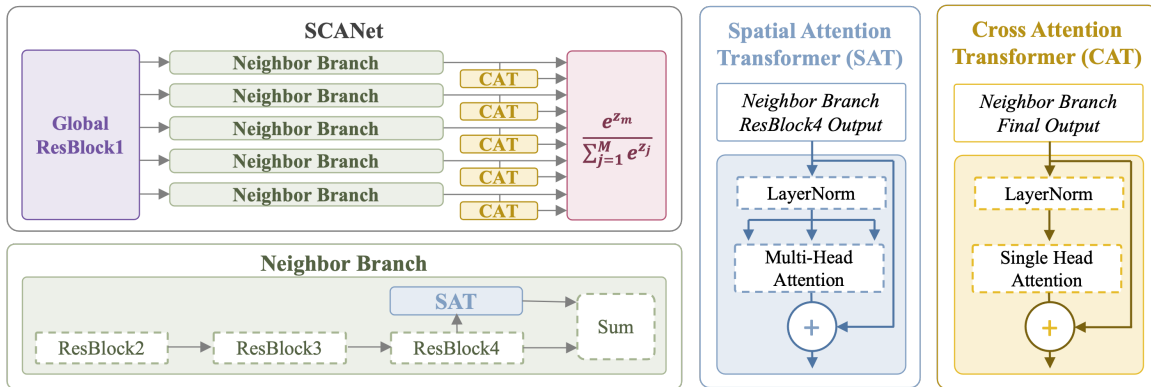 SCANet
Global
ResBlock1
Neighbor Branch
CAT
Neighbor Branch
CAT
Neighbor Branch
CAT
Neighbor Branch
CAT
Neighbor Branch
CAT
e^{z_m}
∑_{j=1}^{M} e^{z_j}
Neighbor Branch
SAT
ResBlock2
ResBlock3
ResBlock4
Sum
Spatial Attention
Transformer (SAT)
Neighbor Branch
ResBlock4 Output
LayerNorm
Multi-Head
Attention
+
Cross Attention
Transformer (CAT)
Neighbor Branch
Final Output
LayerNorm
Single Head
Attention
+